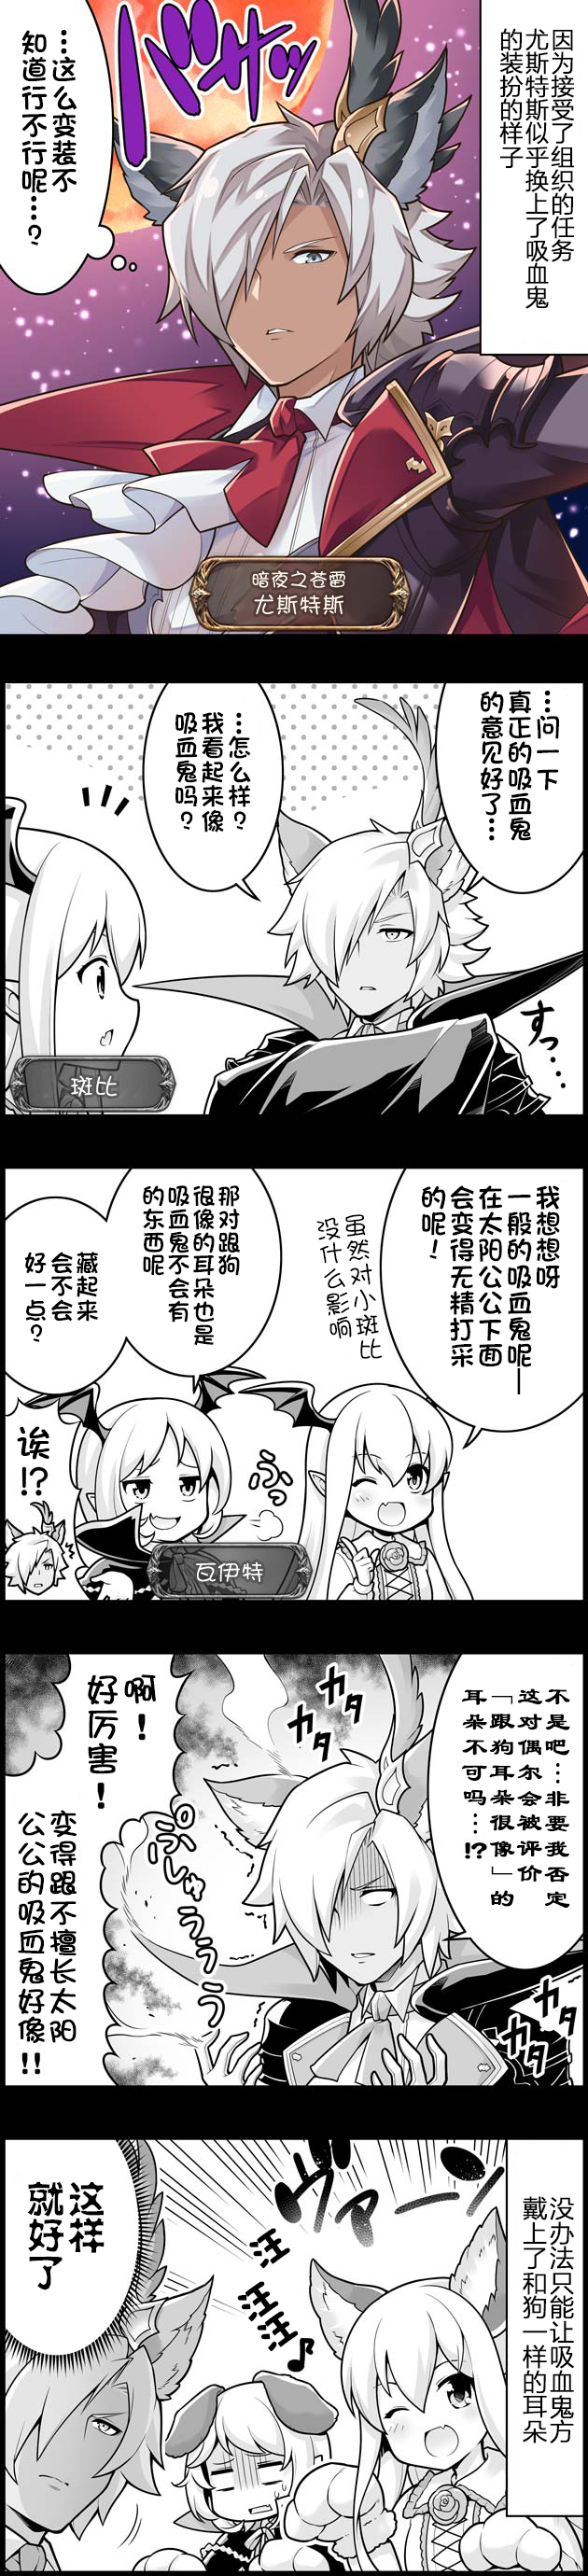 因为接受了组织的任务
尤斯特斯似乎换上了吸血鬼
的装扮的样子
バサッ
…这么变装不
知道行不行呢…?
暗夜之苍雷
尤斯特斯
…问一下
真正的吸血鬼
的意见好了…
…怎么样?
我看起来像
吸血鬼吗?
すっ…
斑比
我想想呀
一般的吸血鬼呢—
在太阳公公下面
会变得无精打采
的呢!
虽然对小斑比
没什么影响
那对跟狗
很像的耳朵也是
吸血鬼不会有
的东西呢
藏起来
会不会
好一点?
ふっ
诶!?
瓦伊特
不是吧…非要我否定
这对偶尔会被评价
「跟狗耳朵很像」的
耳朵不可吗…!?
カタ
カタ
ぷしゅううう
啊!
好厉害!
变得跟不擅长太阳
公公的吸血鬼好像!!
カタ
カタ
没办法只能让吸血鬼方
戴上了和狗一样的耳朵
ヴァーン
汪
汪汪♪
这样
就好了